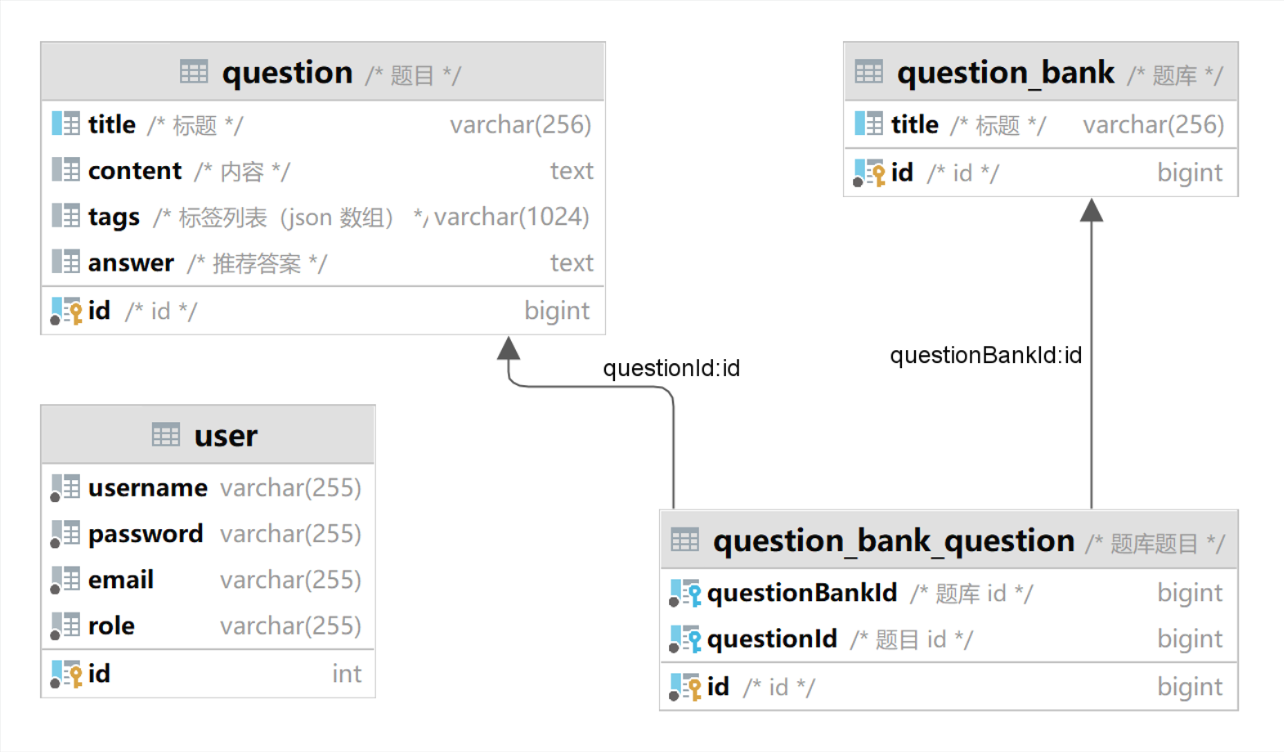 question /* 题目 */
title /* 标题 */ varchar(256)
content /* 内容 */ text
tags /* 标签列表（json 数组） */ varchar(1024)
answer /* 推荐答案 */ text
id /* id */ bigint
question_bank /* 题库 */
title /* 标题 */ varchar(256)
id /* id */ bigint
questionId:id
questionBankId:id
user
username varchar(255)
password varchar(255)
email varchar(255)
role varchar(255)
id int
question_bank_question /* 题库题目 */
questionBankId /* 题库 id */ bigint
questionId /* 题目 id */ bigint
id /* id */ bigint